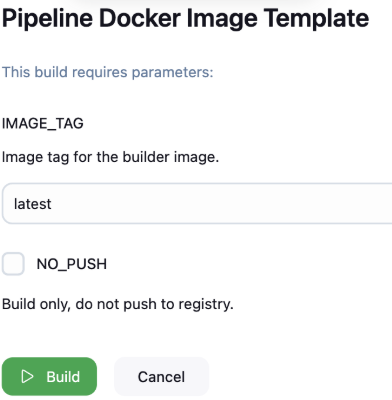 Pipeline Docker Image Template
This build requires parameters:
IMAGE_TAG
Image tag for the builder image.
latest
NO_PUSH
Build only, do not push to registry.
Build
Cancel